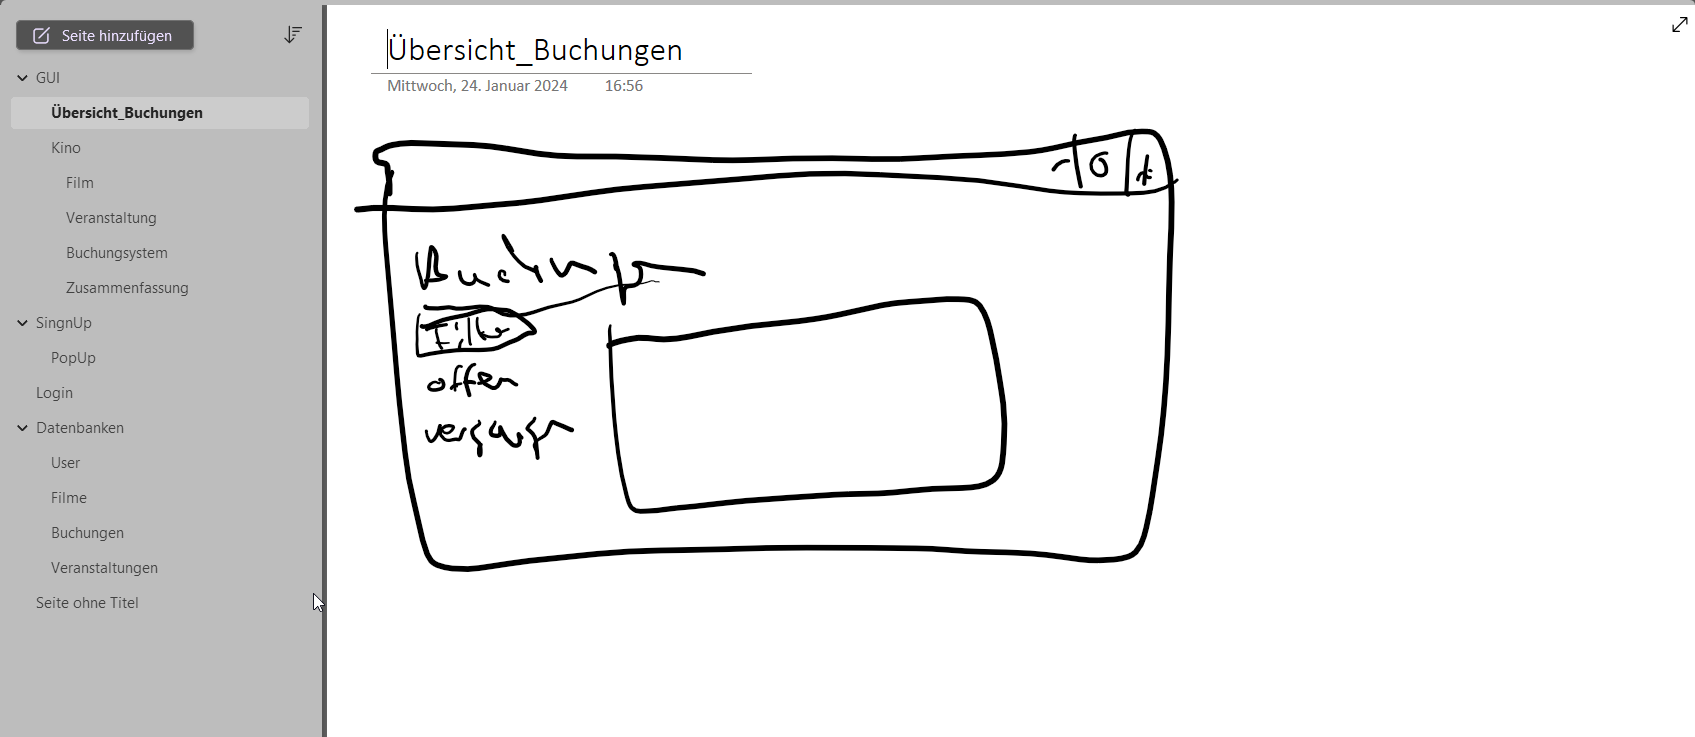 Seite hinzufügen
GUI
Übersicht_Buchungen
Kino
Film
Veranstaltung
Buchungsystem
Zusammenfassung
SingnUp
PopUp
Login
Datenbanken
User
Filme
Buchungen
Veranstaltungen
Seite ohne Titel
Übersicht_Buchungen
Mittwoch, 24. Januar 2024 16:56
Buchungen
Filter
offen
vergangen